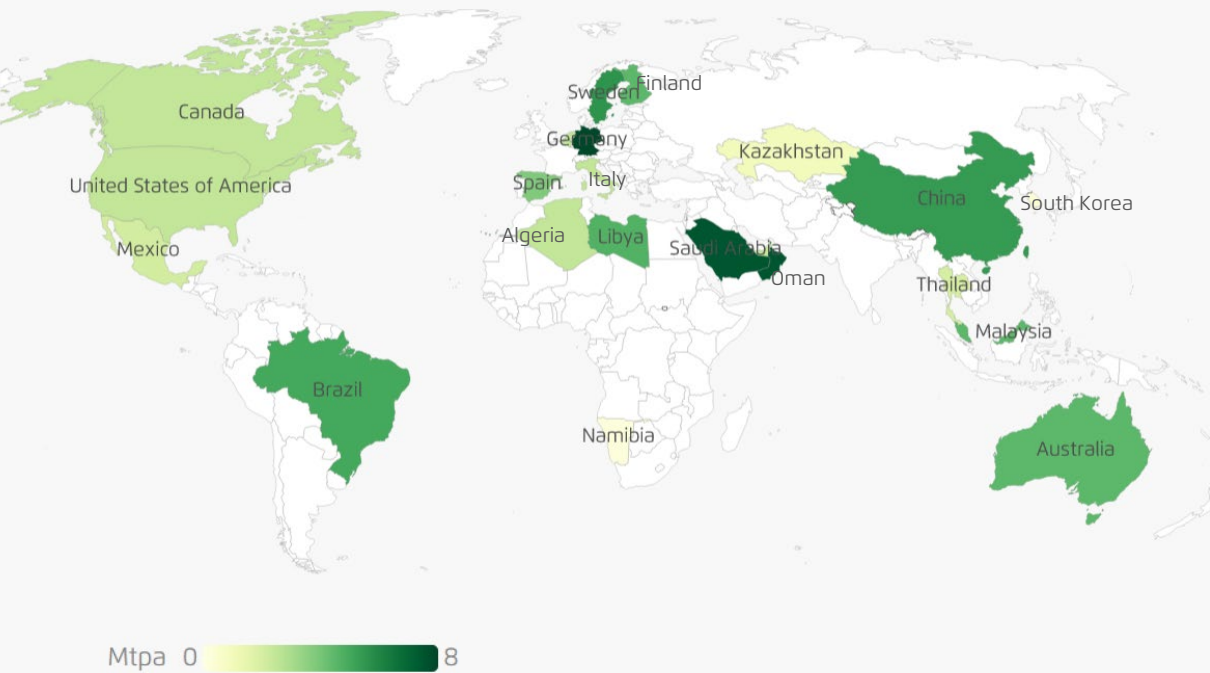 Canada
Sweden
Finland
Germany
Kazakhstan
United States of America
Spain
Italy
China
South Korea
Mexico
Algeria
Libya
Saudi Arabia
Oman
Thailand
Malaysia
Brazil
Namibia
Australia
Mtpa 0 8